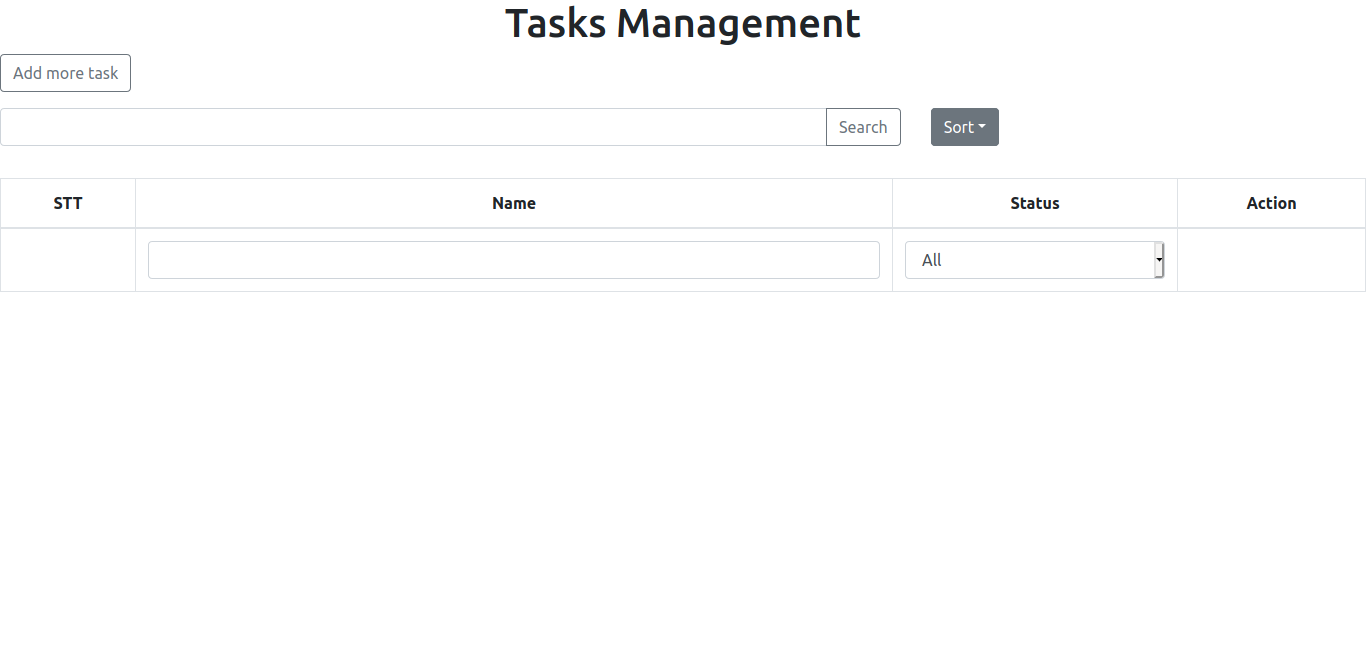 Tasks Management
Add more task
Search Sort
STT Name Status Action
All